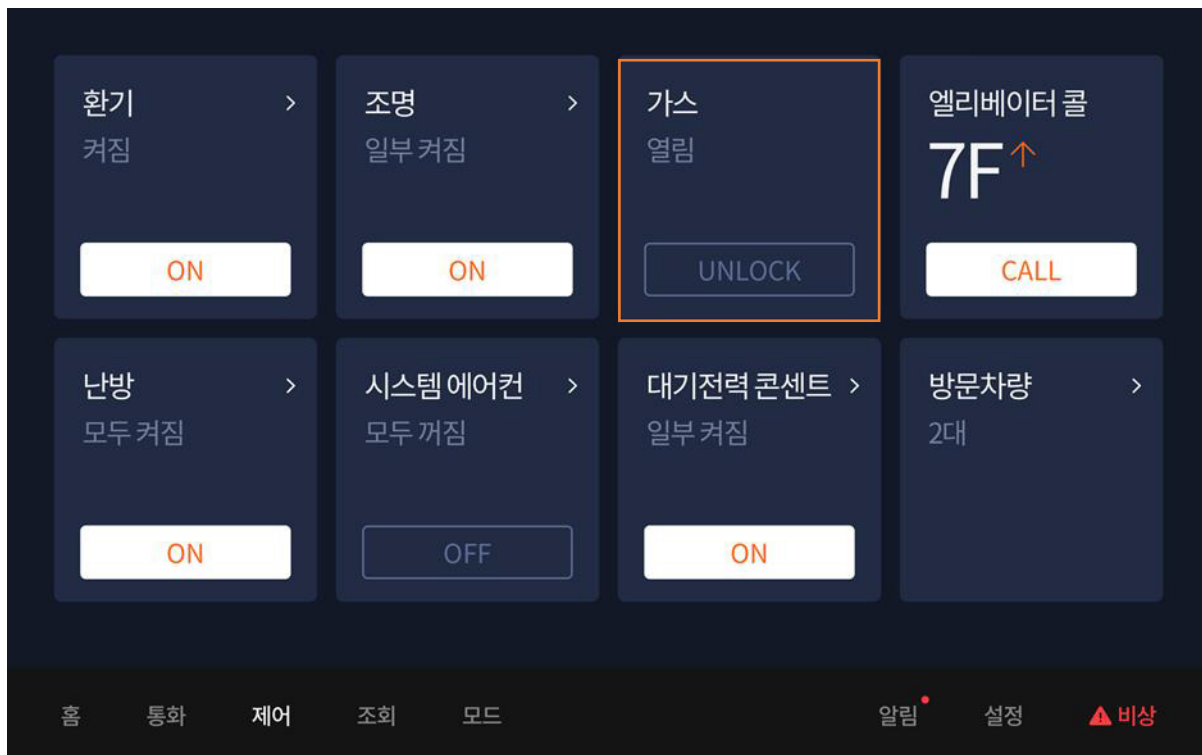 환기 >
켜짐
ON
조명 >
일부 켜짐
ON
가스
열림
UNLOCK
엘리베이터 콜
7F↑
CALL
난방 >
모두 켜짐
ON
시스템 에어컨 >
모두 꺼짐
OFF
대기전력 콘센트 >
일부 켜짐
ON
방문차량 >
2대
홈 통화 제어 조회 모드 알림 설정 비상